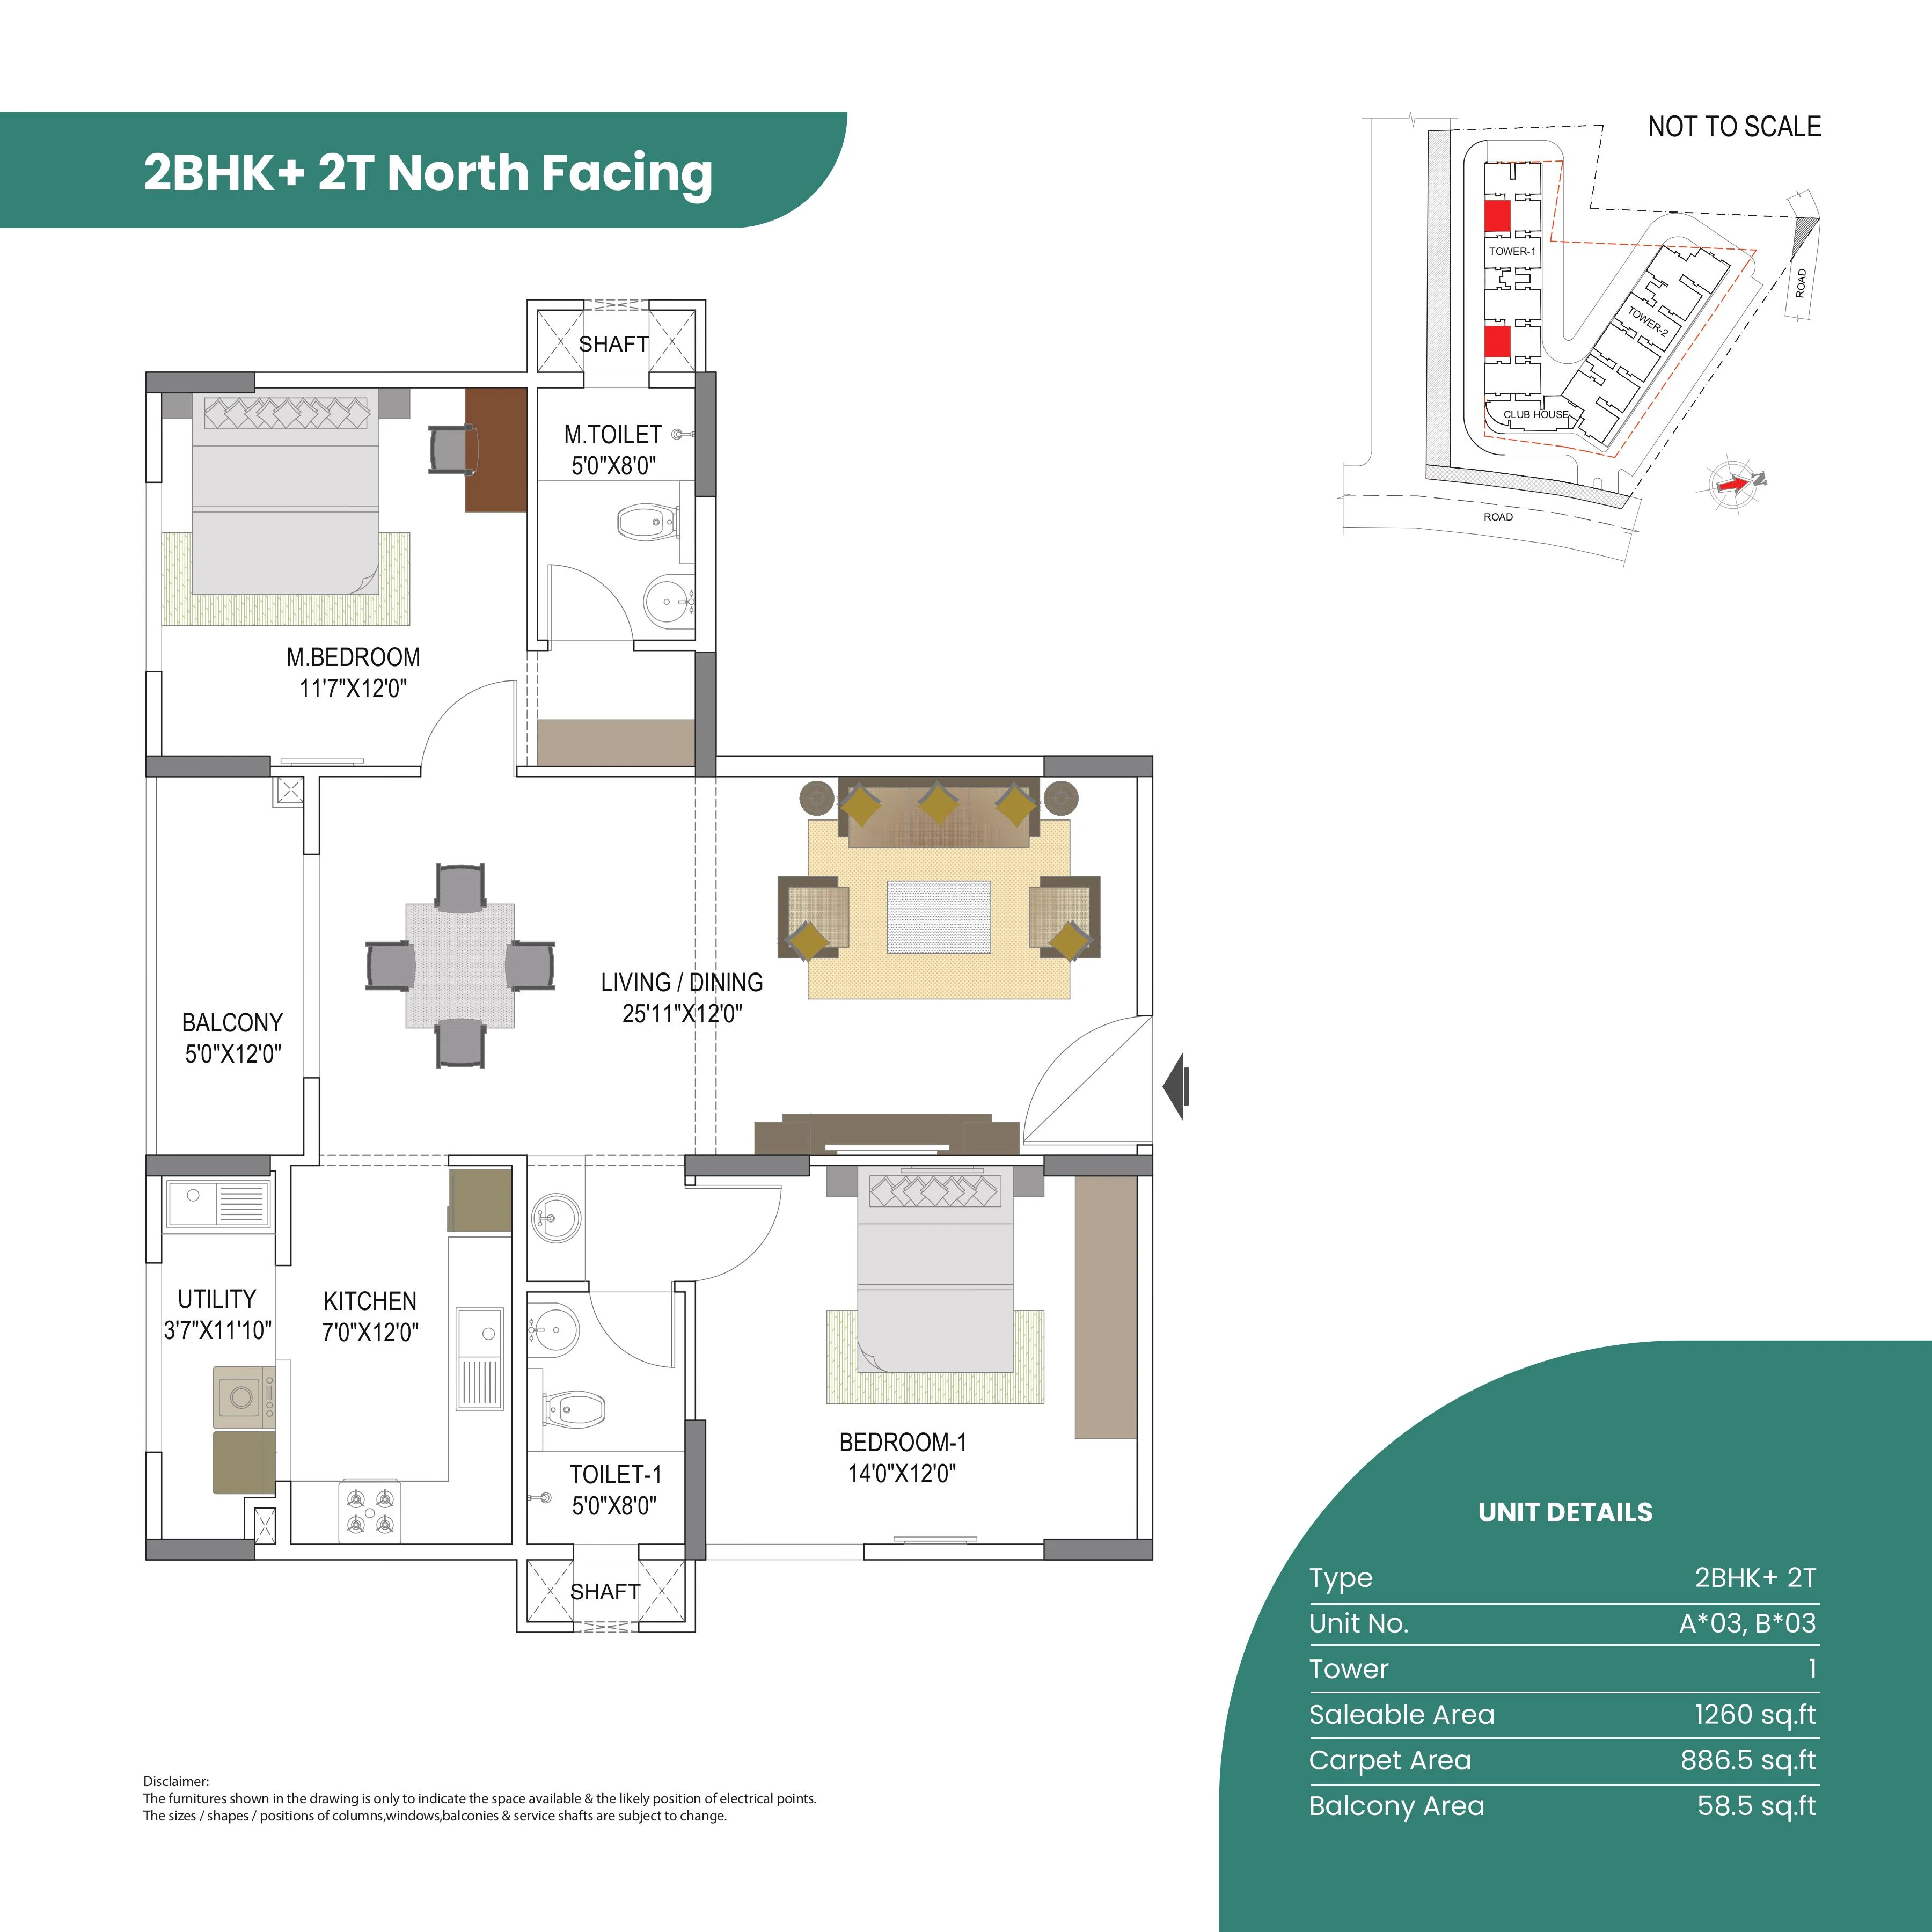 2BHK+ 2T North Facing
NOT TO SCALE
TOWER-1
TOWER-2
CLUB HOUSE
ROAD
ROAD
N
SHAFT
M.TOILET
5'0"X8'0"
M.BEDROOM
11'7"X12'0"
LIVING / DINING
25'11"X12'0"
BALCONY
5'0"X12'0"
UTILITY
3'7"X11'10"
KITCHEN
7'0"X12'0"
BEDROOM-1
14'0"X12'0"
TOILET-1
5'0"X8'0"
SHAFT
UNIT DETAILS
Type 2BHK+ 2T
Unit No. A*03, B*03
Tower 1
Saleable Area 1260 sq.ft
Carpet Area 886.5 sq.ft
Balcony Area 58.5 sq.ft
Disclaimer:
The furnitures shown in the drawing is only to indicate the space available & the likely position of electrical points.
The sizes / shapes / positions of columns,windows,balconies & service shafts are subject to change.